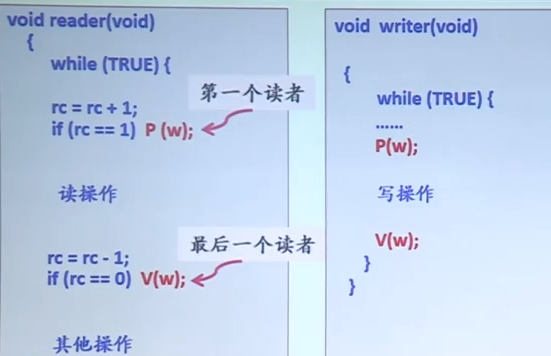 void reader(void)
{
while (TRUE) {
第一个读者
rc = rc + 1;
if (rc == 1) P (w);
读操作
最后一个读者
rc = rc - 1;
if (rc == 0) V(w);
其他操作
void writer(void)
{
while (TRUE) {
......
P(w);
写操作
V(w);
}
}